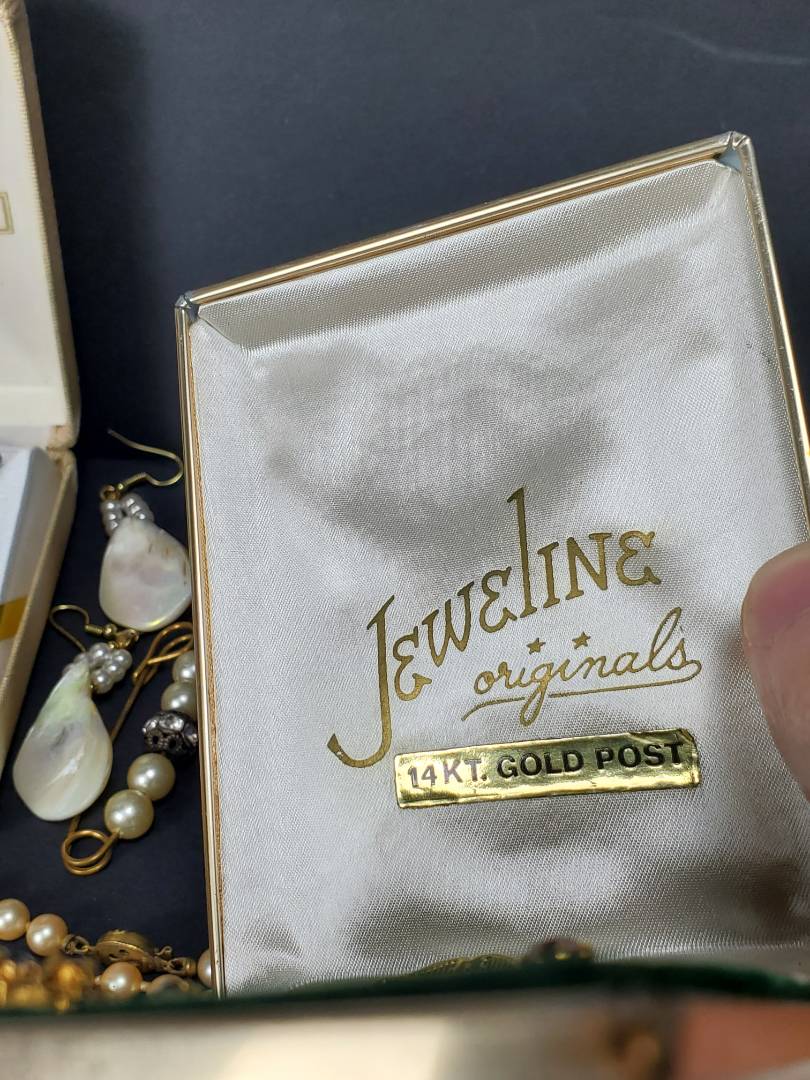 JEWELINE
originals
14 KT. GOLD POST